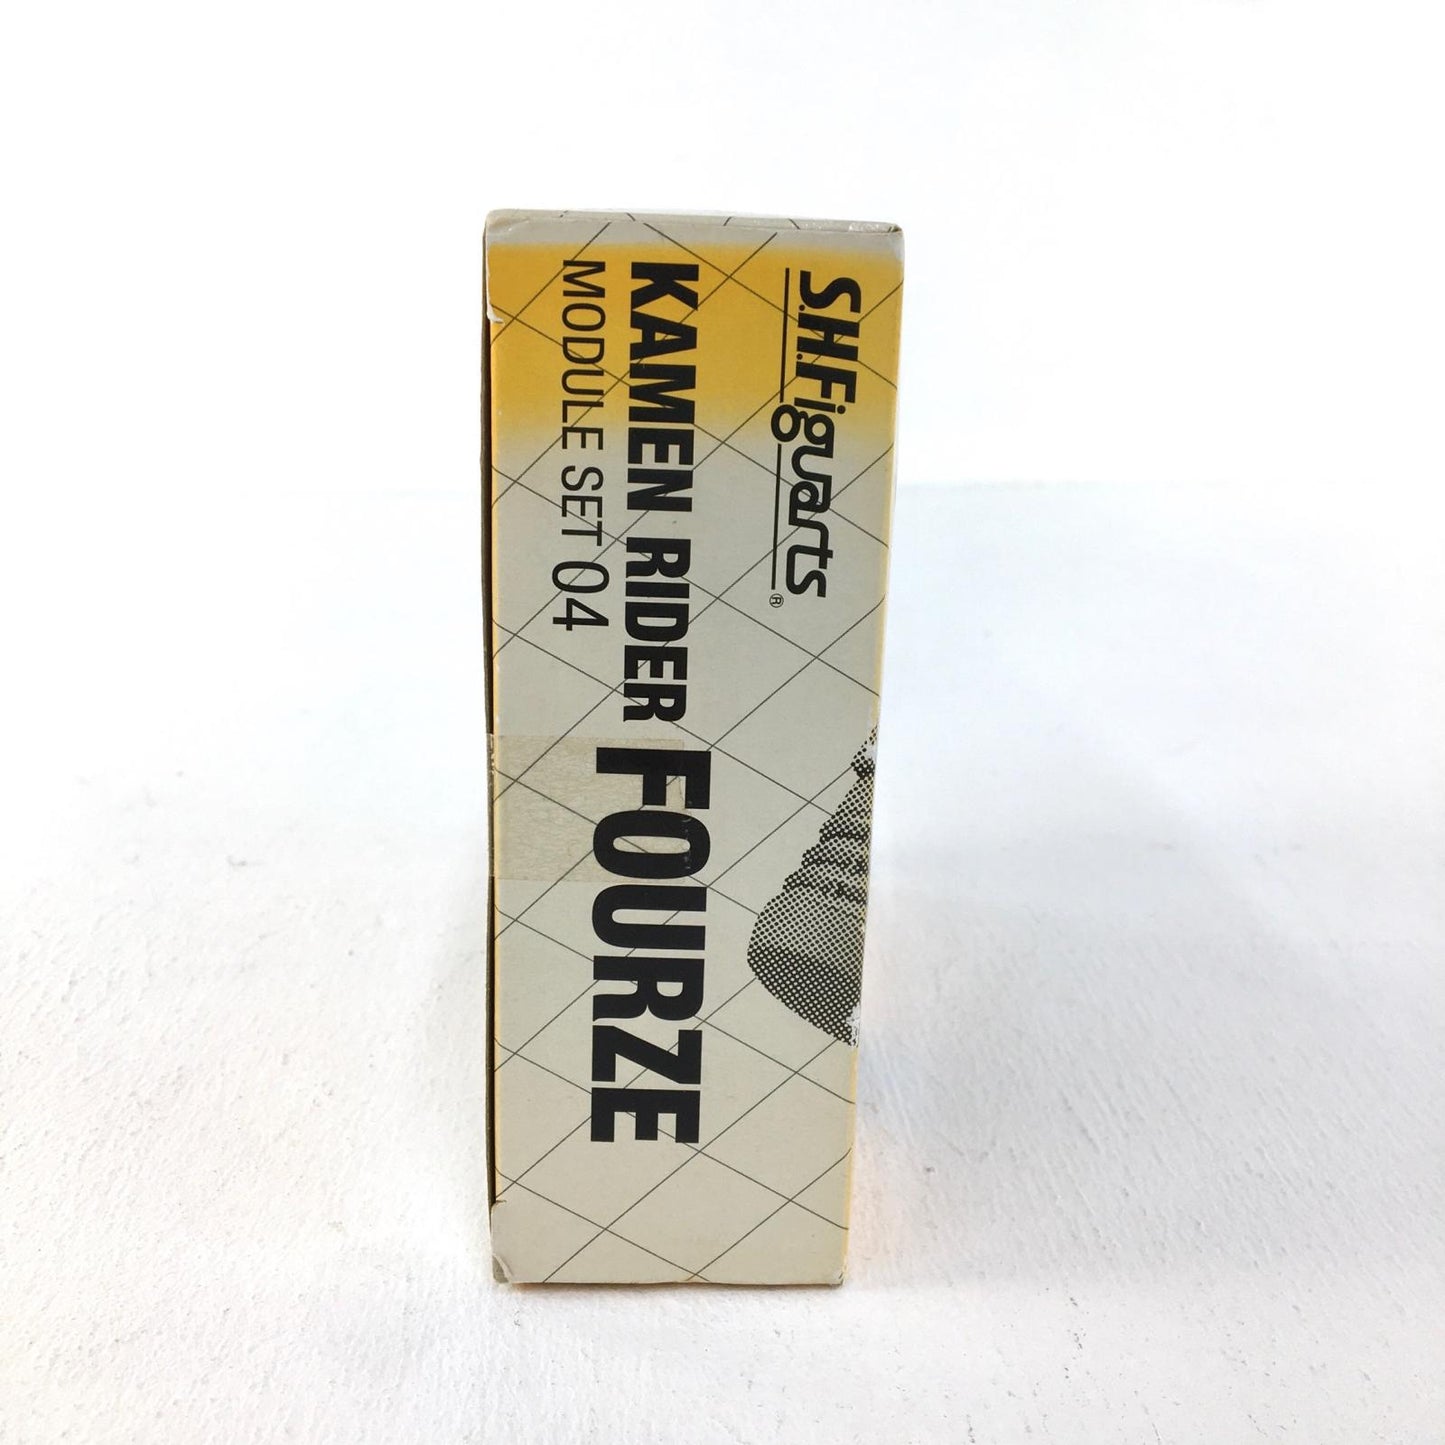 S.H.Figuarts®
KAMEN RIDER FOURZE
MODULE SET 04